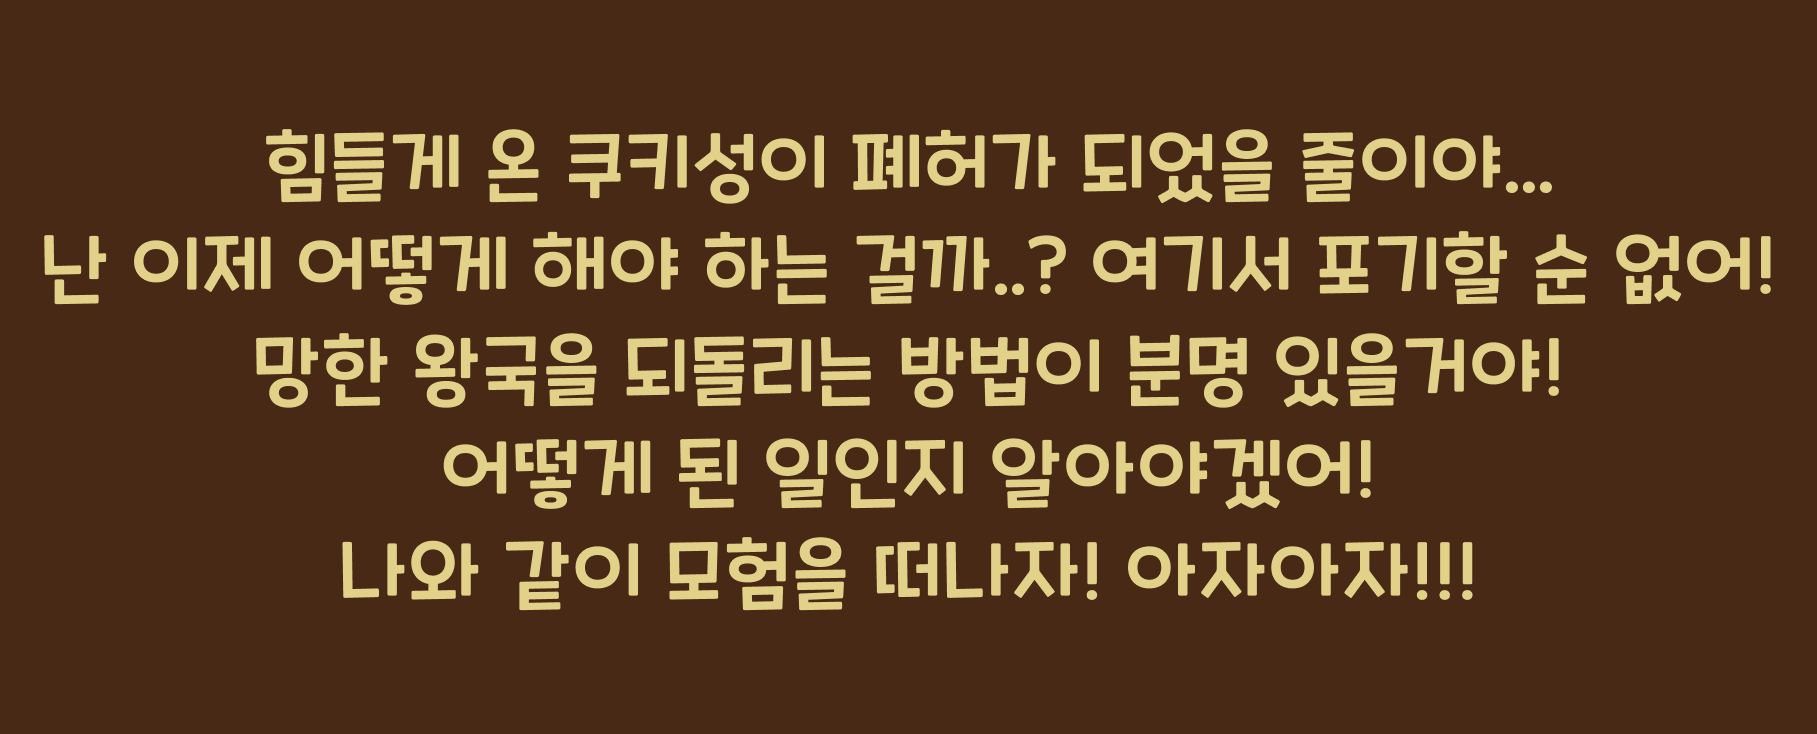 힘들게 온 쿠키성이 폐허가 되었을 줄이야...
난 이제 어떻게 해야 하는 걸까..? 여기서 포기할 순 없어!
망한 왕국을 되돌리는 방법이 분명 있을거야!
어떻게 된 일인지 알아야겠어!
나와 같이 모험을 떠나자! 아자아자!!!